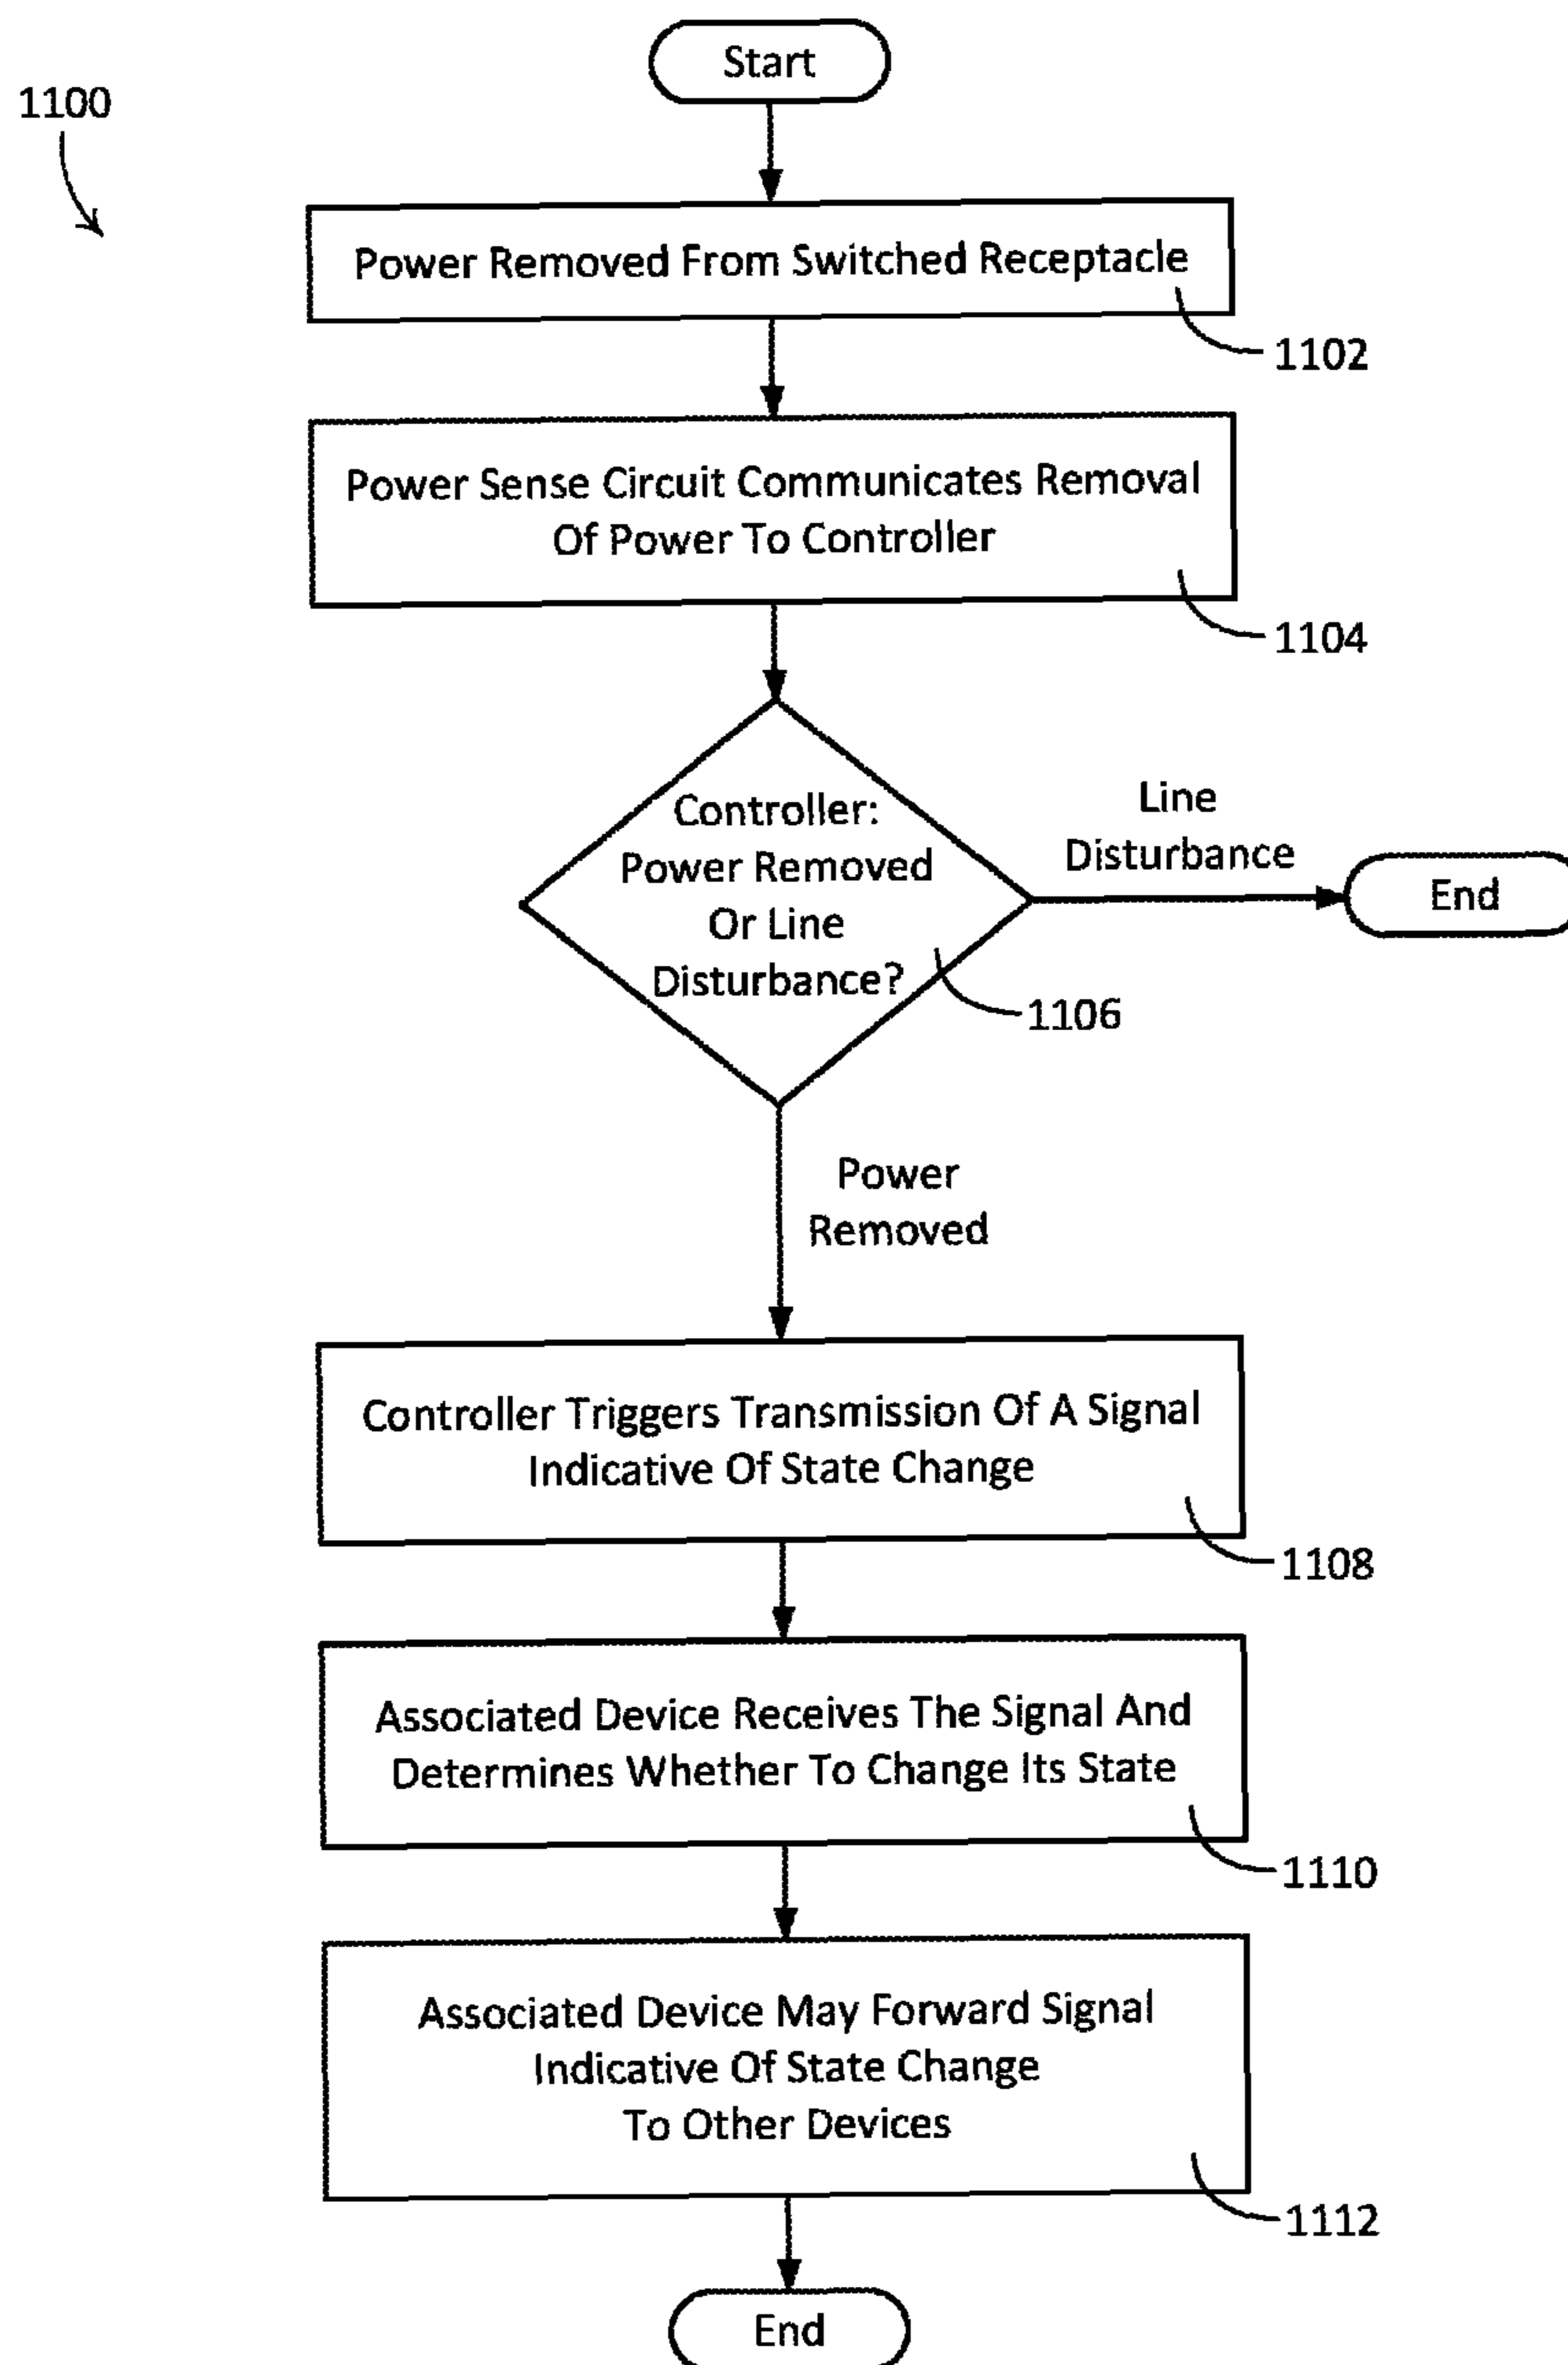 Start
1100
Power Removed From Switched Receptacle
1102
Power Sense Circuit Communicates Removal
Of Power To Controller
1104
Controller:
Power Removed
Or Line
Disturbance?
1106
Line
Disturbance
End
Power
Removed
Controller Triggers Transmission Of A Signal
Indicative Of State Change
1108
Associated Device Receives The Signal And
Determines Whether To Change Its State
1110
Associated Device May Forward Signal
Indicative Of State Change
To Other Devices
1112
End